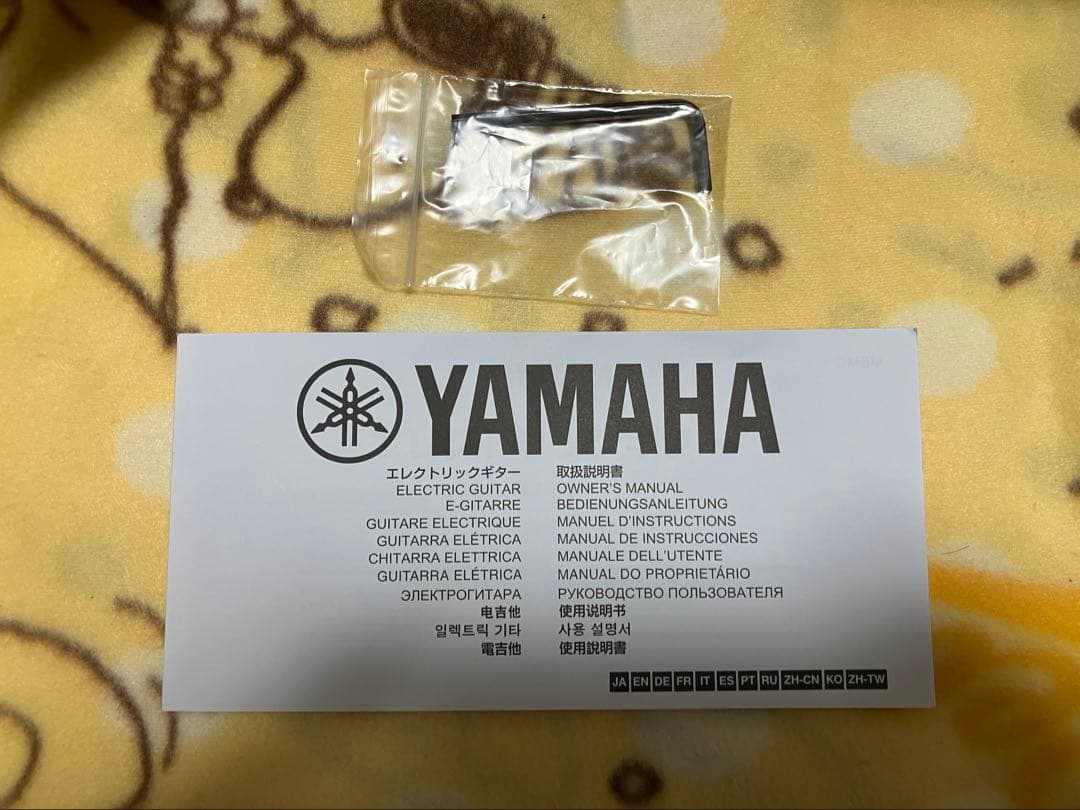 YAMAHA
エレクトリックギター 取扱説明書
ELECTRIC GUITAR OWNER'S MANUAL
E-GITARRE BEDIENUNGSANLEITUNG
GUITARE ELECTRIQUE MANUEL D'INSTRUCTIONS
GUITARRA ELÉTRICA MANUAL DE INSTRUCCIONES
CHITARRA ELETTRICA MANUALE DELL'UTENTE
GUITARRA ELÉTRICA MANUAL DO PROPRIETÁRIO
ЭЛЕКТРОГИТАРА РУКОВОДСТВО ПОЛЬЗОВАТЕЛЯ
电吉他 使用说明书
일렉트릭 기타 사용 설명서
電吉他 使用說明書
JA EN DE FR IT ES PT RU ZH-CN KO ZH-TW